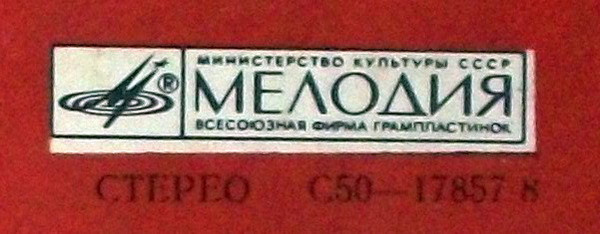 ®
МИНИСТЕРСТВО КУЛЬТУРЫ СССР
МЕЛОДИЯ
ВСЕСОЮЗНАЯ ФИРМА ГРАМПЛАСТИНОК
СТЕРЕО С50—17857 8